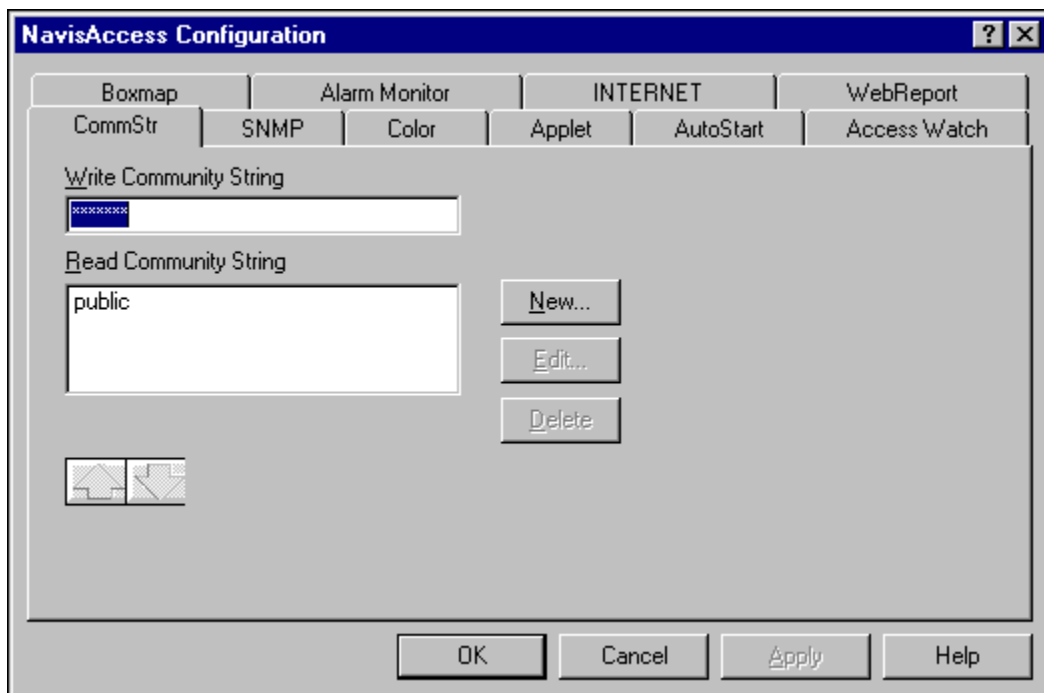 NavisAccess Configuration
Boxmap Alarm Monitor INTERNET WebReport
CommStr SNMP Color Applet AutoStart Access Watch
Write Community String
*******
Read Community String
public
New...
Edit...
Delete
OK Cancel Apply Help